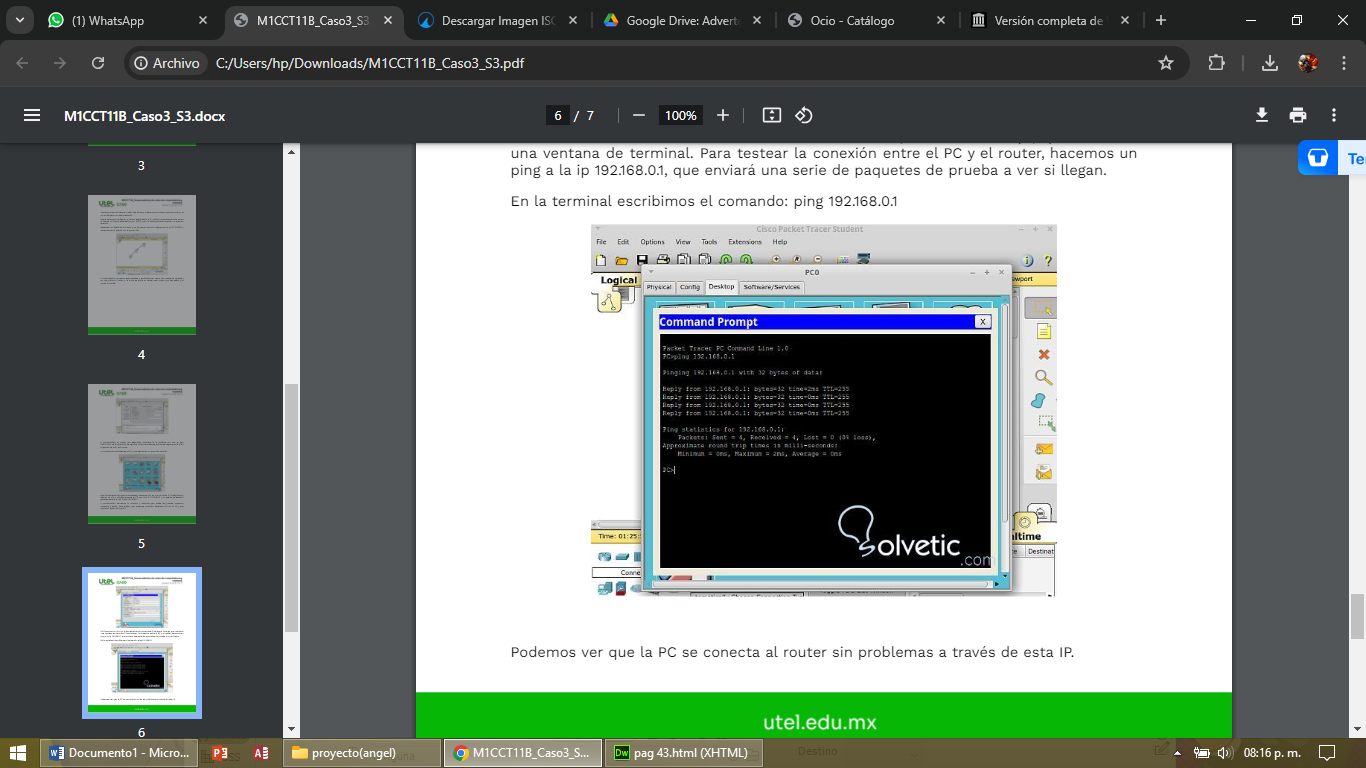 (1) WhatsApp
M1CCT11B_Caso3_S3
Descargar Imagen ISO
Google Drive: Advert
Ocio - Catálogo
Versión completa de
Archivo
C:/Users/hp/Downloads/M1CCT11B_Caso3_S3.pdf
M1CCT11B_Caso3_S3.docx
6 / 7
100%
3
4
5
6
una ventana de terminal. Para testear la conexión entre el PC y el router, hacemos un
ping a la ip 192.168.0.1, que enviará una serie de paquetes de prueba a ver si llegan.
Te
En la terminal escribimos el comando: ping 192.168.0.1
Cisco Packet Tracer Student
File Edit Options View Tools Extensions Help
Logical
PC0
Physical Config Desktop Software/Services
Command Prompt
X
Packet Tracer PC Command Line 1.0
PC>ping 192.168.0.1
Pinging 192.168.0.1 with 32 bytes of data:
Reply from 192.168.0.1: bytes=32 time=2ms TTL=255
Reply from 192.168.0.1: bytes=32 time=0ms TTL=255
Reply from 192.168.0.1: bytes=32 time=0ms TTL=255
Reply from 192.168.0.1: bytes=32 time=0ms TTL=255
Ping statistics for 192.168.0.1:
Packets: Sent = 4, Received = 4, Lost = 0 (0% loss),
Approximate round trip times in milli-seconds:
Minimum = 0ms, Maximum = 2ms, Average = 0ms
PC>
Solvetic
.com
Time: 01:25:
ealtime
Destinat
Conne
Podemos ver que la PC se conecta al router sin problemas a través de esta IP.
utel.edu.mx
Documento1 - Micro...
proyecto(angel)
M1CCT11B_Caso3_S...
pag 43.html (XHTML)
Destino
08:16 p. m.